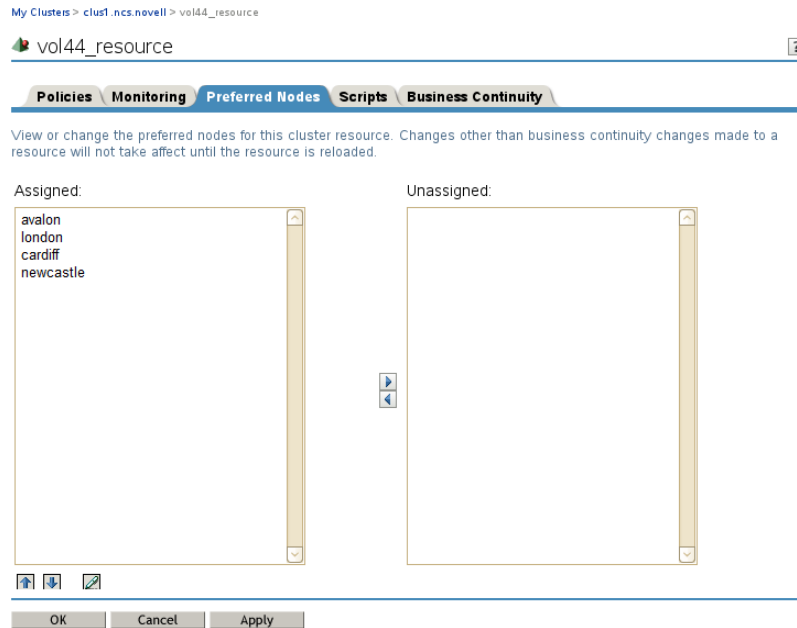 My Clusters > clus1.ncs.novell > vol44_resource
vol44_resource
?
Policies Monitoring Preferred Nodes Scripts Business Continuity
View or change the preferred nodes for this cluster resource. Changes other than business continuity changes made to a
resource will not take affect until the resource is reloaded.
Assigned: Unassigned:
avalon
london
cardiff
newcastle
OK Cancel Apply